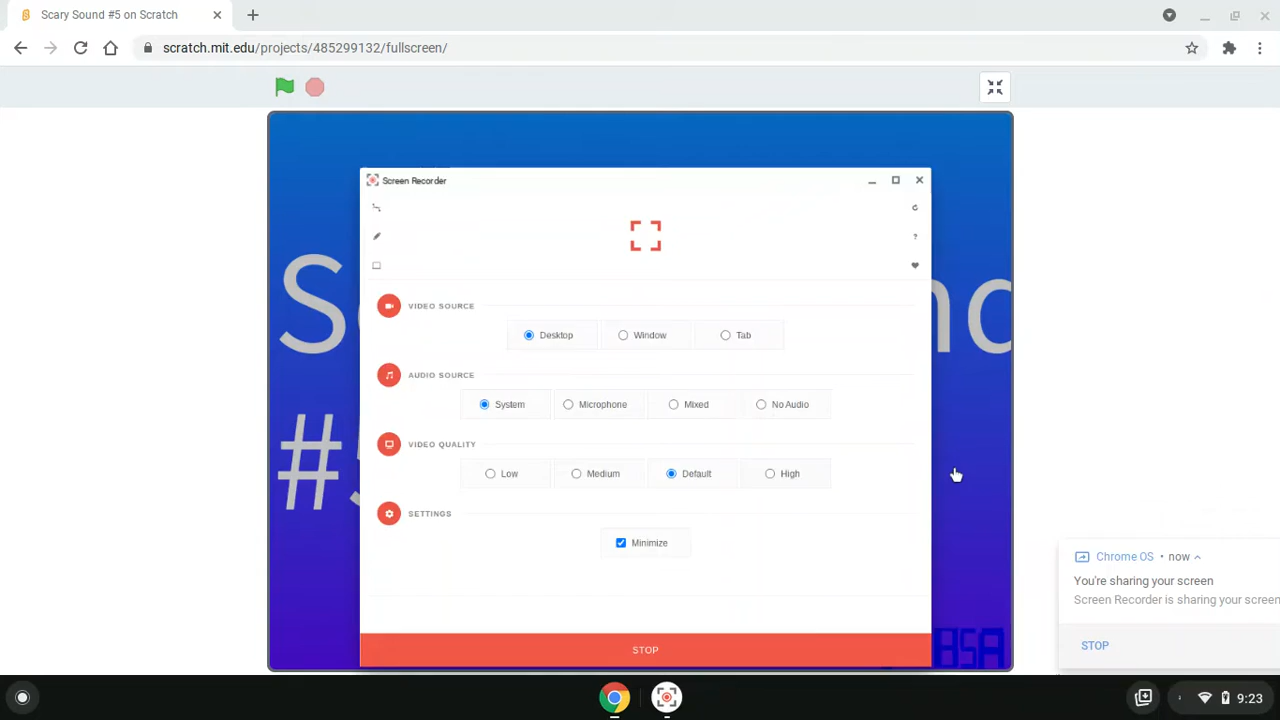 Scary Sound #5 on Scratch
scratch.mit.edu/projects/485299132/fullscreen/
Screen Recorder
?
VIDEO SOURCE
Desktop Window Tab
AUDIO SOURCE
System Microphone Mixed No Audio
VIDEO QUALITY
Low Medium Default High
SETTINGS
Minimize
STOP
#5
Chrome OS • now
You're sharing your screen
Screen Recorder is sharing your screen
STOP
9:23